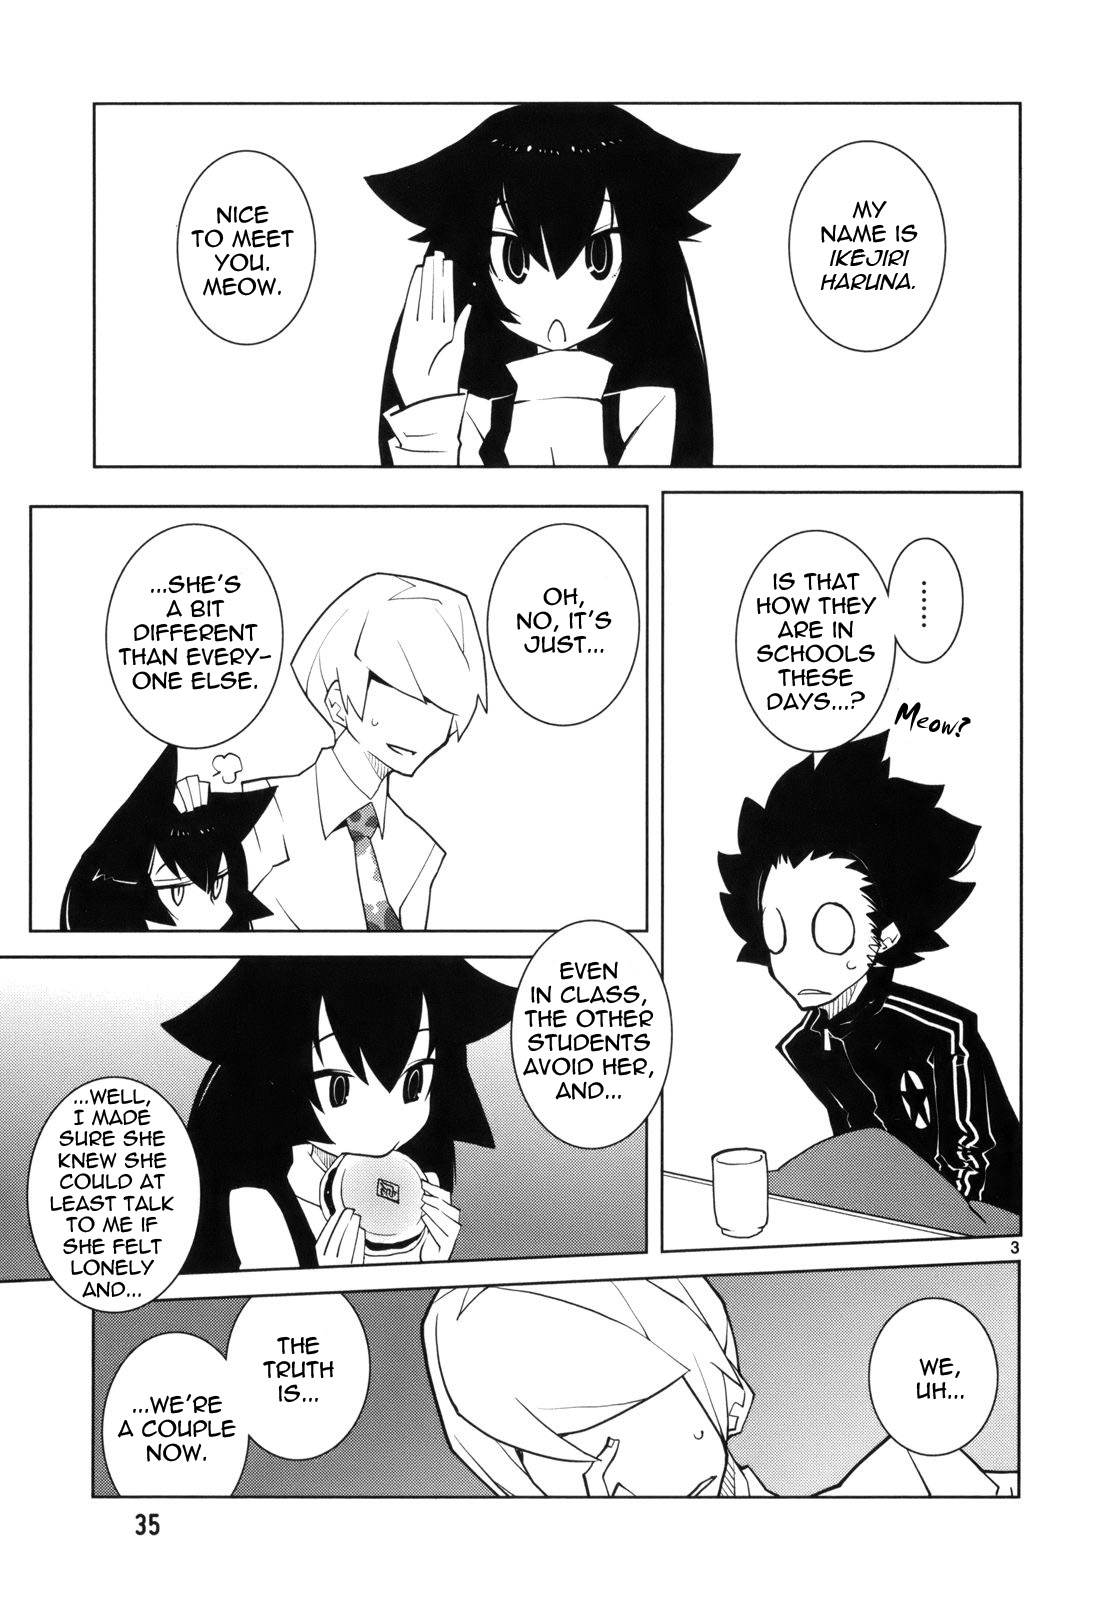 MY
NAME IS
IKEJIRI
HARUNA.
NICE
TO MEET
YOU.
MEOW.
......
IS THAT
HOW THEY
ARE IN
SCHOOLS
THESE
DAYS...?
Meow?
OH,
NO, IT'S
JUST...
...SHE'S
A BIT
DIFFERENT
THAN EVERY-
ONE ELSE.
EVEN
IN CLASS,
THE OTHER
STUDENTS
AVOID HER,
AND...
...WELL,
I MADE
SURE SHE
KNEW SHE
COULD AT
LEAST TALK
TO ME IF
SHE FELT
LONELY
AND...
3
WE,
UH...
THE
TRUTH
IS...
...WE'RE
A COUPLE
NOW.
35